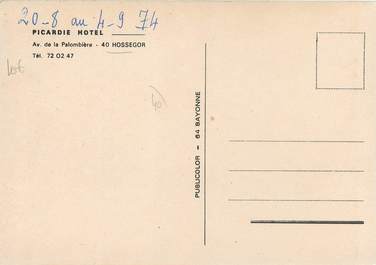 20-8 au 4-9 74
PICARDIE HOTEL
Av. de la Palombière - 40 HOSSEGOR
Tél. 72 02 47
40
PUBLICOLOR - 64 BAYONNE